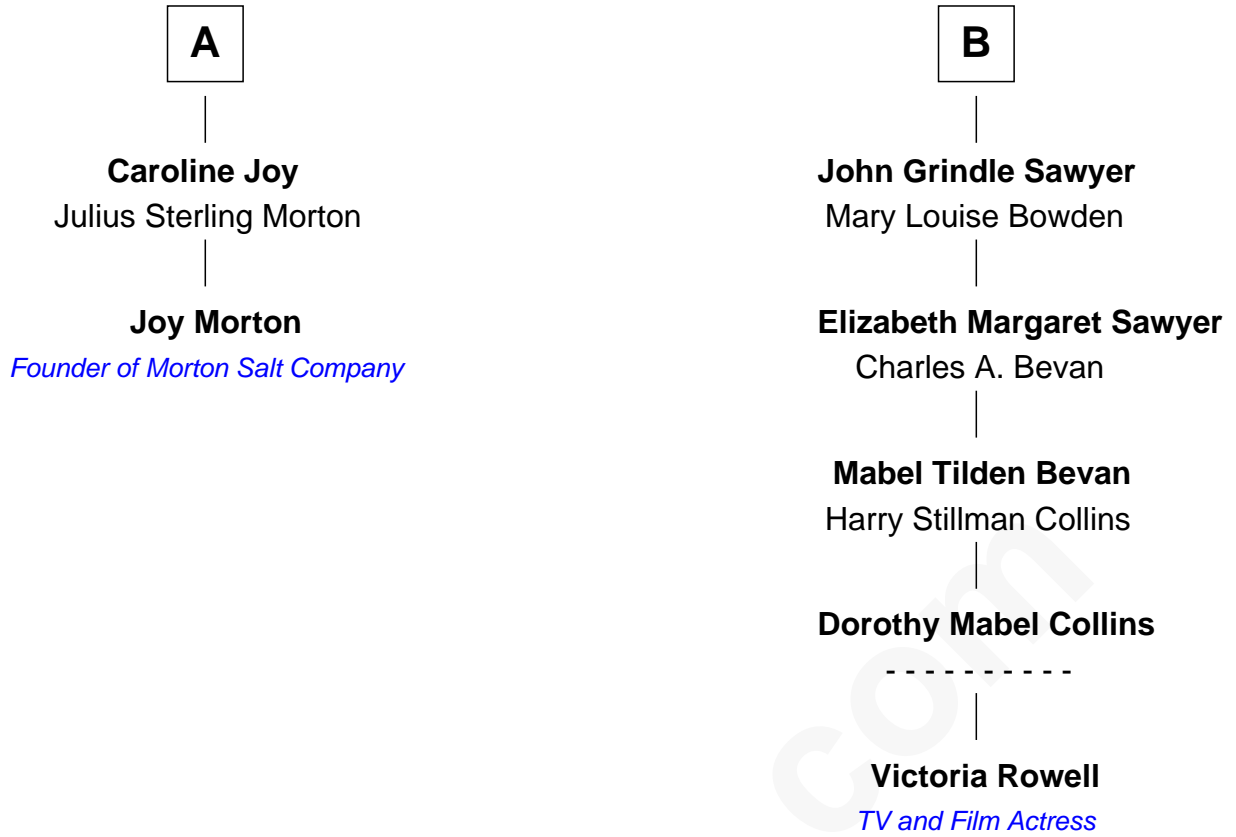 A
Caroline Joy
Julius Sterling Morton
Joy Morton
Founder of Morton Salt Company
B
John Grindle Sawyer
Mary Louise Bowden
Elizabeth Margaret Sawyer
Charles A. Bevan
Mabel Tilden Bevan
Harry Stillman Collins
Dorothy Mabel Collins
- - - - - - - - - -
Victoria Rowell
TV and Film Actress
com